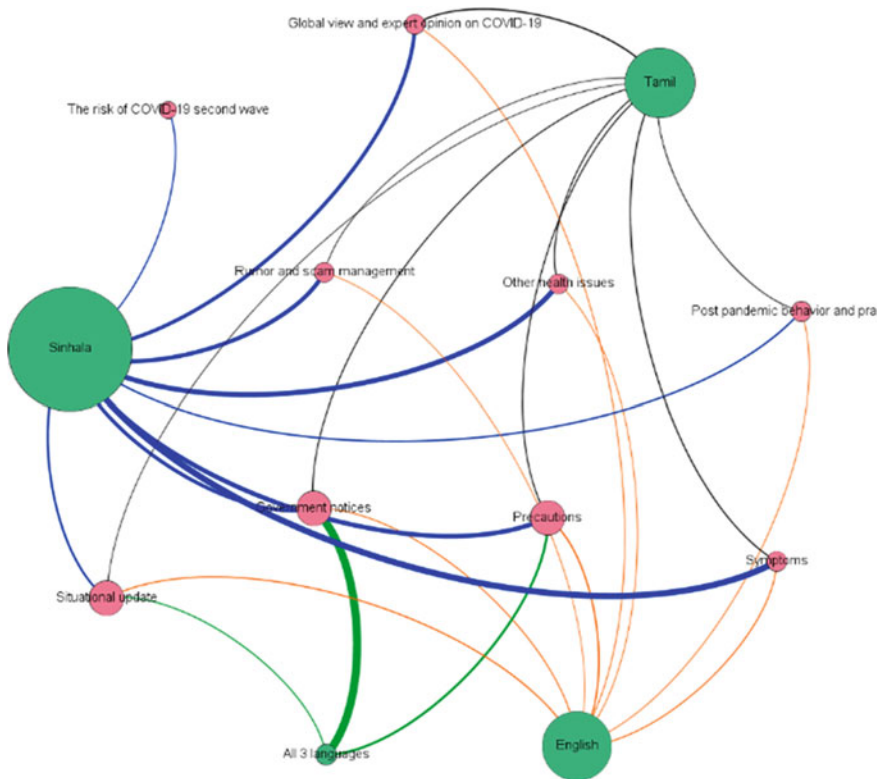 Global view and expert opinion on COVID-19
Tamil
The risk of COVID-19 second wave
Rumor and scam management
Other health issues
Post pandemic behavior and pra
Sinhala
Government notices
Precautions
Symptoms
Situational update
All 3 languages
English